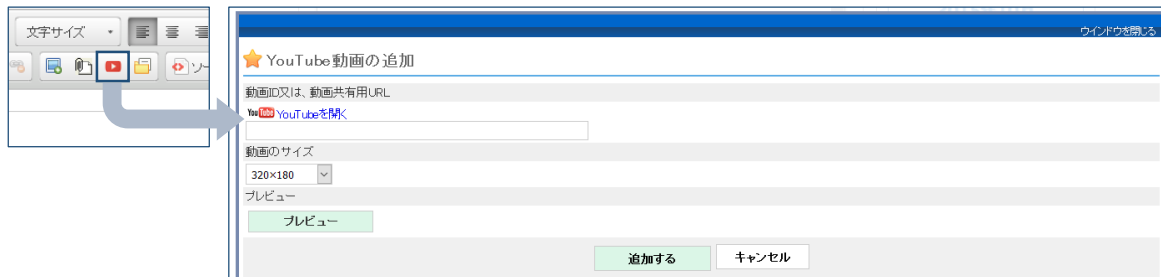 文字サイズ
ソー
ウインドウを閉じる
YouTube動画の追加
動画ID又は、動画共有用URL
YouTube YouTubeを開く
動画のサイズ
320×180
プレビュー
プレビュー
追加する キャンセル